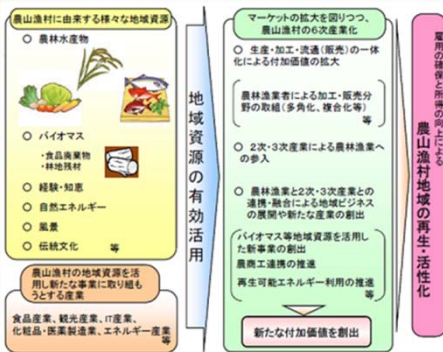 農山漁村に由来する様々な地域資源
○ 農林水産物
○ バイオマス
・食品廃棄物
・林地残材
○ 経験・知恵
○ 自然エネルギー
○ 風景
○ 伝統文化 等
農山漁村の地域資源を活
用し新たな事業に取り組も
うとする産業
食品産業、観光産業、IT産業、
化粧品・医薬製造業、エネルギー産業
等
地域資源の有効活用
マーケットの拡大を図りつつ、
農山漁村の6次産業化
○ 生産・加工・流通(販売)の一体
化による付加価値の拡大
農林漁業者による加工・販売分
野の取組(多角化、複合化等)
等
○ 2次・3次産業による農林漁業へ
の参入
○ 農林漁業と2次・3次産業との
連携・融合による地域ビジネス
の展開や新たな産業の創出
バイオマス等地域資源を活用し
た新事業の創出
農商工連携の推進
再生可能エネルギー利用の推進
等
新たな付加価値を創出
雇用の確保と所得の向上による
農山漁村地域の再生・活性化